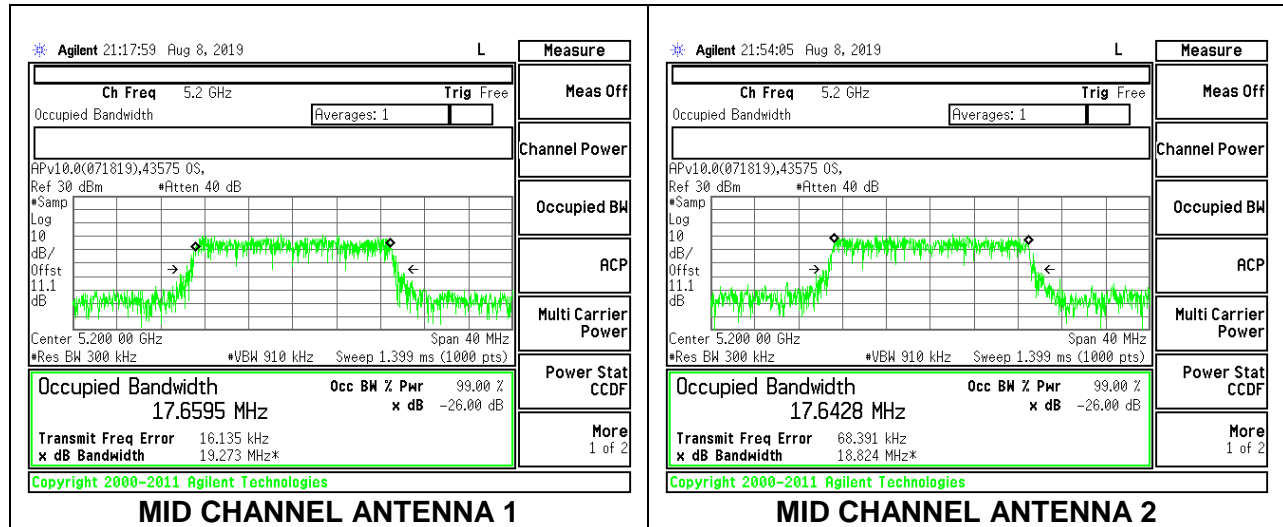 Agilent 21:17:59 Aug 8, 2019 L Measure
Ch Freq 5.2 GHz Trig Free
Occupied Bandwidth Averages: 1
APv10.0(071819),43575 OS,
Ref 30 dBm #Atten 40 dB
#Samp
Log
10
dB/
Offst
11.1
dB
Center 5.200 00 GHz Span 40 MHz
#Res BW 300 kHz #VBW 910 kHz Sweep 1.399 ms (1000 pts)
Occupied Bandwidth Occ BW % Pwr 99.00 %
17.6595 MHz x dB -26.00 dB
Transmit Freq Error 16.135 kHz
x dB Bandwidth 19.273 MHz*
Copyright 2000-2011 Agilent Technologies
Meas Off
Channel Power
Occupied BW
ACP
Multi Carrier
Power
Power Stat
CCDF
More
1 of 2
MID CHANNEL ANTENNA 1
Agilent 21:54:05 Aug 8, 2019 L Measure
Ch Freq 5.2 GHz Trig Free
Occupied Bandwidth Averages: 1
APv10.0(071819),43575 OS,
Ref 30 dBm #Atten 40 dB
#Samp
Log
10
dB/
Offst
11.1
dB
Center 5.200 00 GHz Span 40 MHz
#Res BW 300 kHz #VBW 910 kHz Sweep 1.399 ms (1000 pts)
Occupied Bandwidth Occ BW % Pwr 99.00 %
17.6428 MHz x dB -26.00 dB
Transmit Freq Error 68.391 kHz
x dB Bandwidth 18.824 MHz*
Copyright 2000-2011 Agilent Technologies
Meas Off
Channel Power
Occupied BW
ACP
Multi Carrier
Power
Power Stat
CCDF
More
1 of 2
MID CHANNEL ANTENNA 2